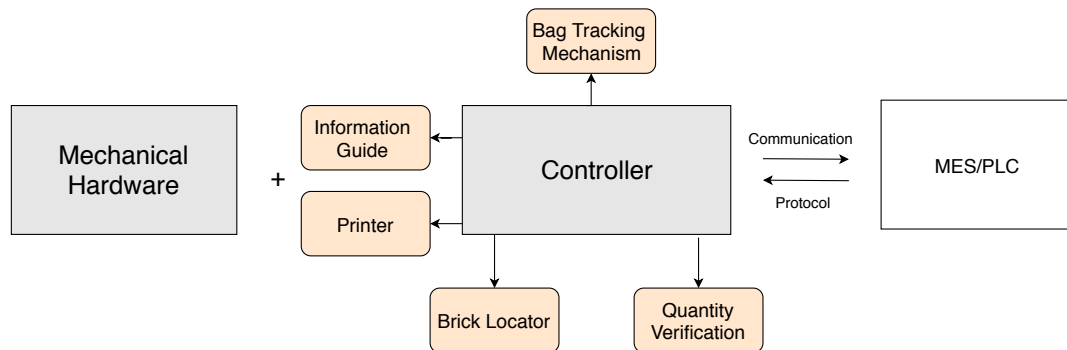 Bag Tracking
Mechanism
Mechanical
Hardware
+
Information
Guide
Printer
Controller
Communication
Protocol
MES/PLC
Brick Locator
Quantity
Verification